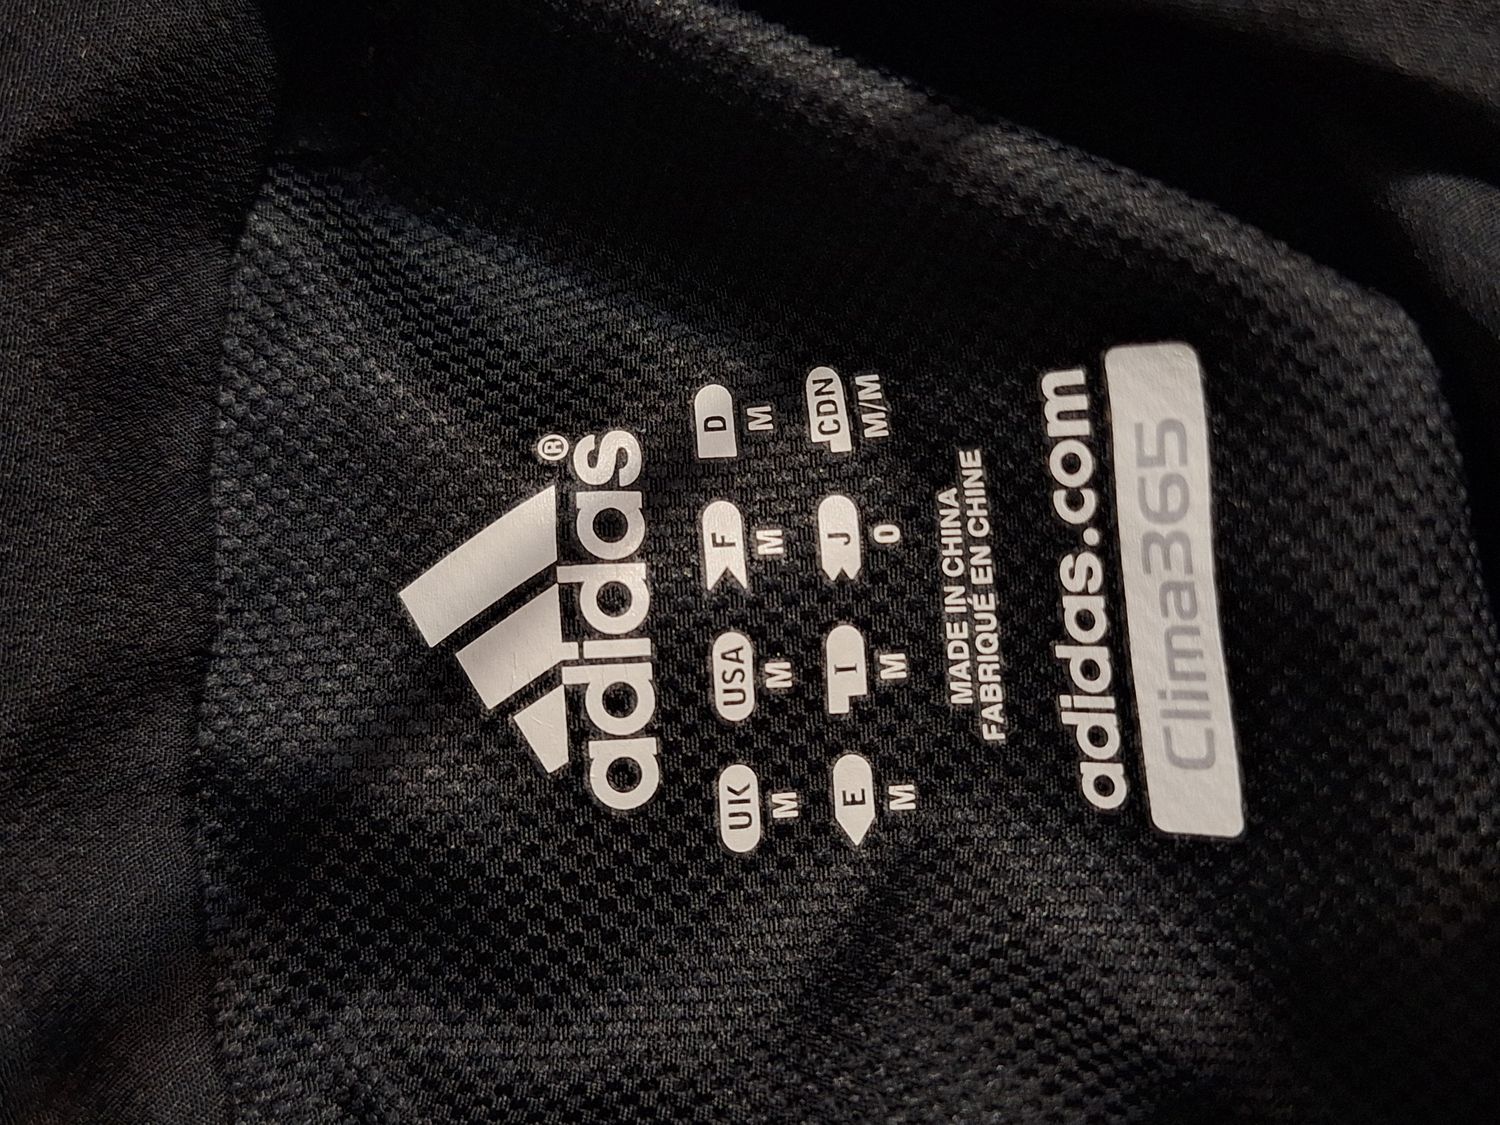 adidas®
UK USA F D
M M M M
E I J CDN
M M O M/M
MADE IN CHINA
FABRIQUÉ EN CHINE
adidas.com
Clima365